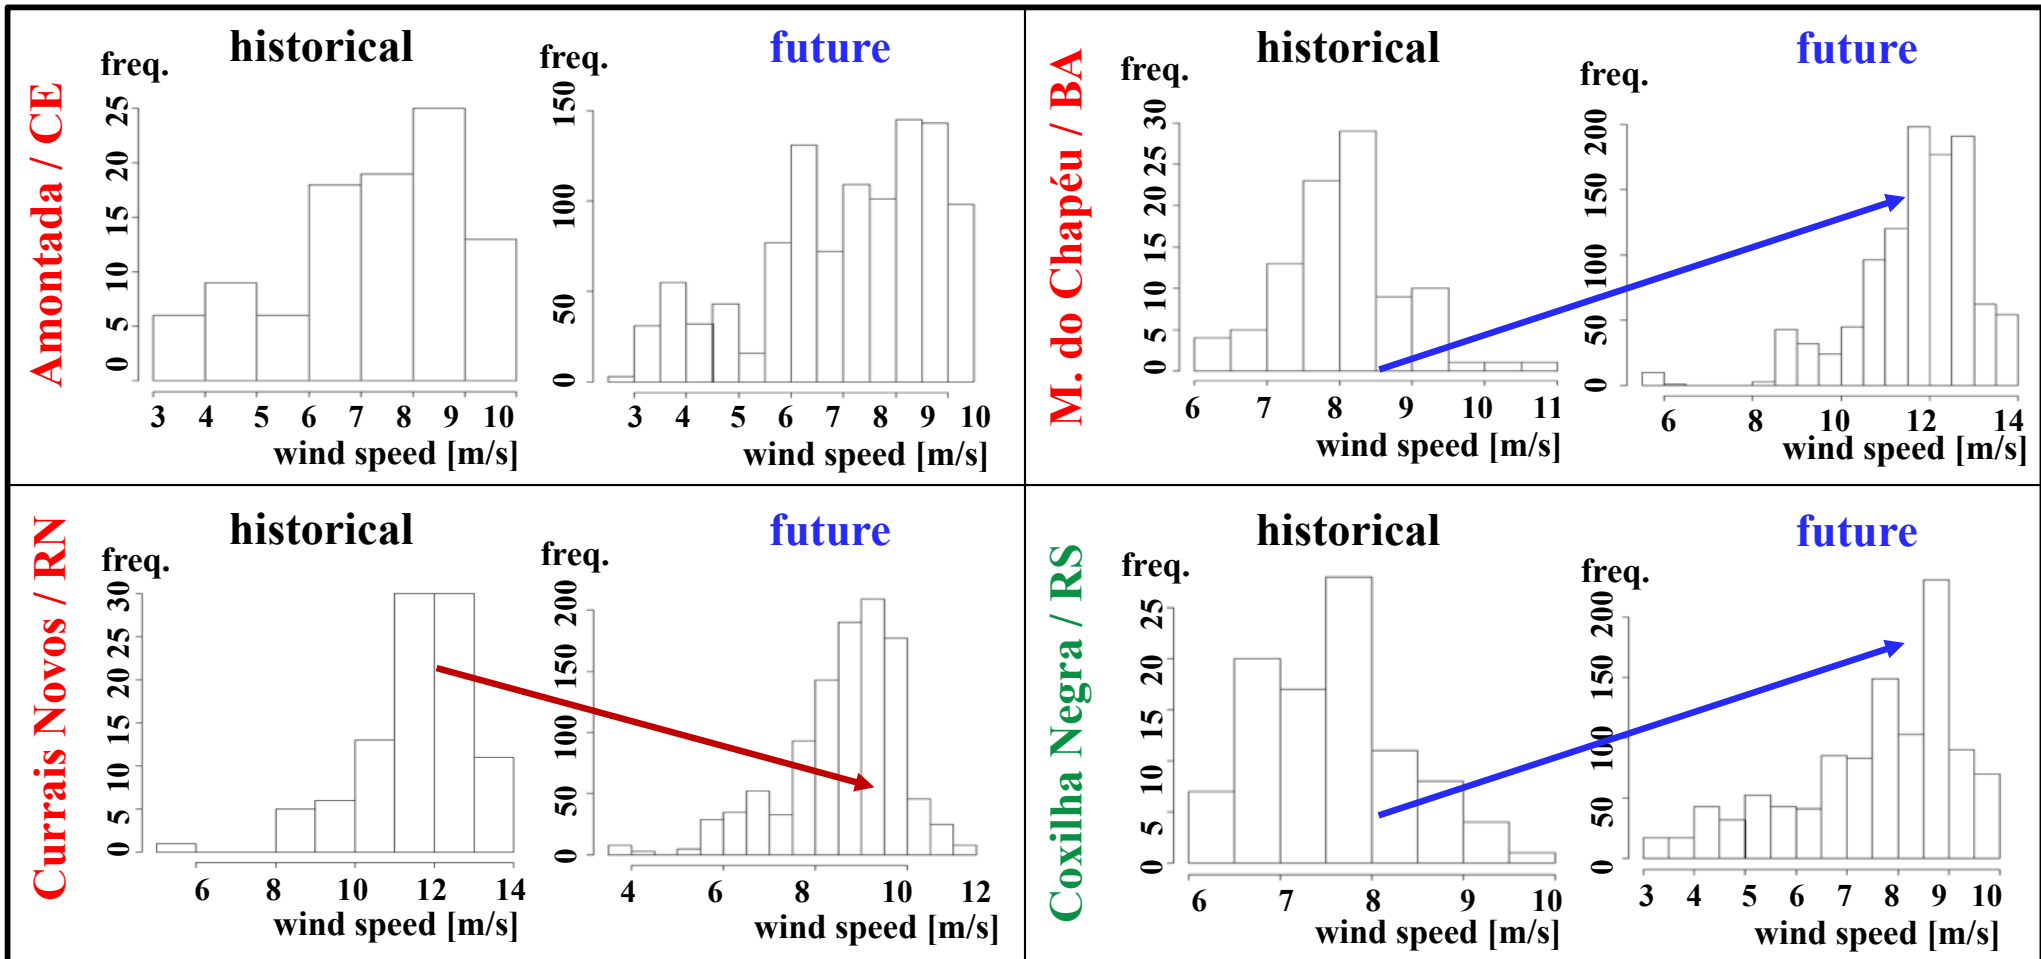 Amontada / CE
historical
freq.
0 5 10 15 20 25
3 4 5 6 7 8 9 10
wind speed [m/s]
future
freq.
0 50 100 150
3 4 5 6 7 8 9 10
wind speed [m/s]
M. do Chapéu / BA
historical
freq.
0 5 10 15 20 25 30
6 7 8 9 10 11
wind speed [m/s]
future
freq.
0 50 100 150 200
6 8 10 12 14
wind speed [m/s]
Currais Novos / RN
historical
freq.
0 5 10 15 20 25 30
6 8 10 12 14
wind speed [m/s]
future
freq.
0 50 100 150 200
4 6 8 10 12
wind speed [m/s]
Coxilha Negra / RS
historical
freq.
0 5 10 15 20 25
6 7 8 9 10
wind speed [m/s]
future
freq.
0 50 100 150 200
3 4 5 6 7 8 9 10
wind speed [m/s]